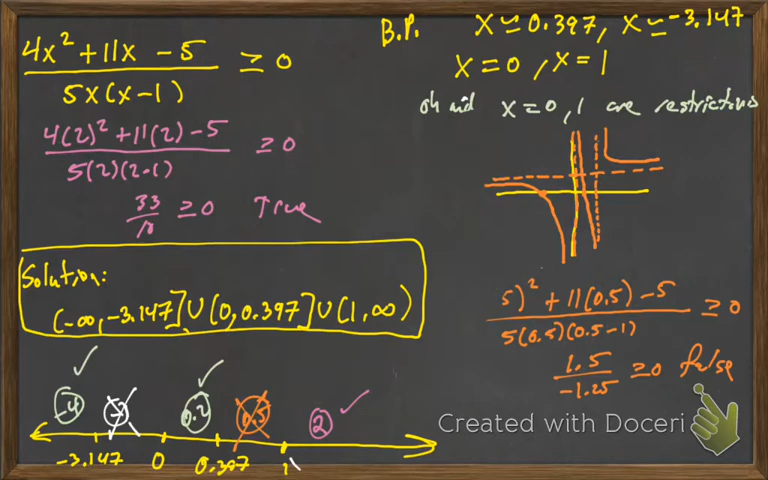 4x² + 11x - 5 / 5x(x-1) ≥ 0
4(2)² + 11(2) - 5 / 5(2)(2-1) ≥ 0
33/10 ≥ 0 True
Solution:
(-∞, -3.147] ∪ (0, 0.397] ∪ (1, ∞)
✓ ✓
-4 0.2 0.5 2 ✓
-3.147 0 0.397 1
B.P. x ≃ 0.397, x ≃ -3.147
x = 0, x = 1
oh and x = 0, 1 are restrictions
5)² + 11(0.5) - 5 / 5(0.5)(0.5-1) ≥ 0
1.5/-1.25 ≥ 0 false
Created with Doceri